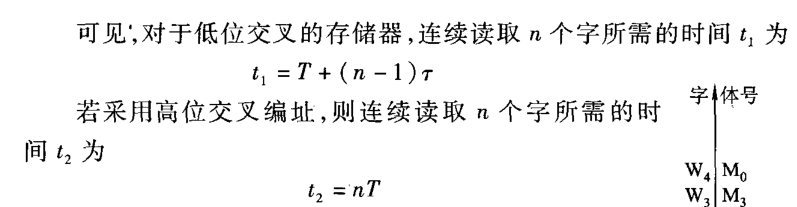 可见,对于低位交叉的存储器,连续读取 n 个字所需的时间 t₁ 为
t₁ = T + ( n − 1 ) τ
若采用高位交叉编址,则连续读取 n 个字所需的时
间 t₂ 为
t₂ = nT
字 体号
W₄ M₀
W₃ M₃